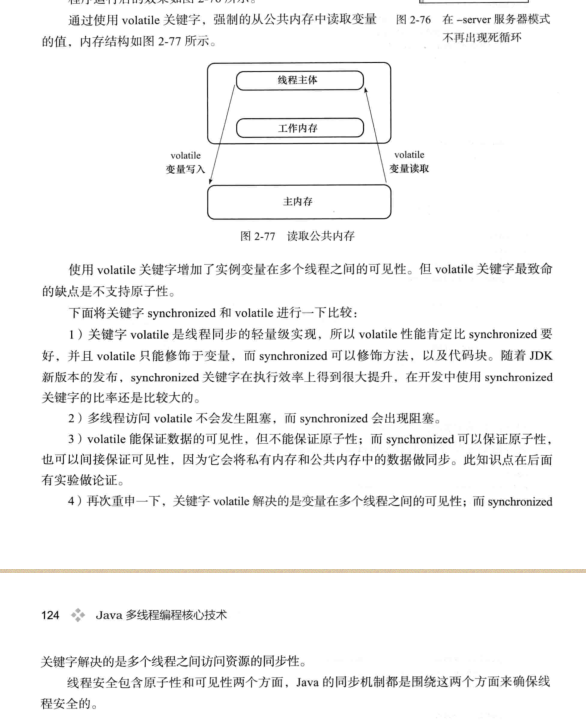 通过使用 volatile 关键字，强制的从公共内存中读取变量
的值，内存结构如图 2-77 所示。
图 2-76 在 –server 服务器模式
不再出现死循环
线程主体
工作内存
volatile
变量写入
volatile
变量读取
主内存
图 2-77 读取公共内存
使用 volatile 关键字增加了实例变量在多个线程之间的可见性。但 volatile 关键字最致命
的缺点是不支持原子性。
下面将关键字 synchronized 和 volatile 进行一下比较：
1）关键字 volatile 是线程同步的轻量级实现，所以 volatile 性能肯定比 synchronized 要
好，并且 volatile 只能修饰于变量，而 synchronized 可以修饰方法，以及代码块。随着 JDK
新版本的发布，synchronized 关键字在执行效率上得到很大提升，在开发中使用 synchronized
关键字的比率还是比较大的。
2）多线程访问 volatile 不会发生阻塞，而 synchronized 会出现阻塞。
3）volatile 能保证数据的可见性，但不能保证原子性；而 synchronized 可以保证原子性，
也可以间接保证可见性，因为它会将私有内存和公共内存中的数据做同步。此知识点在后面
有实验做论证。
4）再次重申一下，关键字 volatile 解决的是变量在多个线程之间的可见性；而 synchronized
124 Java 多线程编程核心技术
关键字解决的是多个线程之间访问资源的同步性。
线程安全包含原子性和可见性两个方面，Java 的同步机制都是围绕这两个方面来确保线
程安全的。